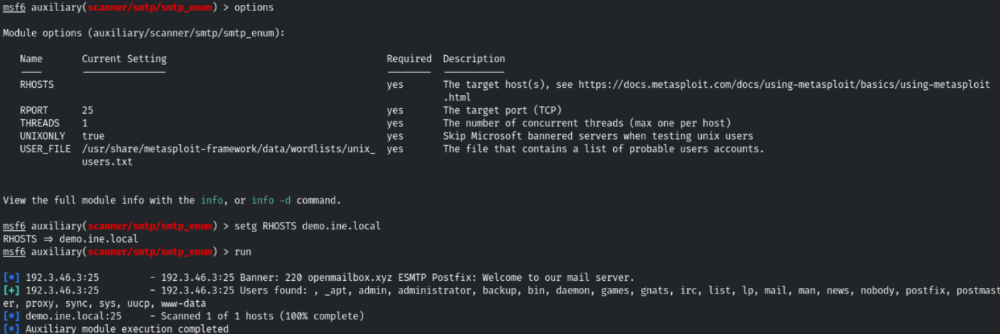 msf6 auxiliary(scanner/smtp/smtp_enum) > options
Module options (auxiliary/scanner/smtp/smtp_enum):
Name Current Setting Required Description
RHOSTS yes The target host(s), see https://docs.metasploit.com/docs/using-metasploit/basics/using-metasploit
.html
RPORT 25 yes The target port (TCP)
THREADS 1 yes The number of concurrent threads (max one per host)
UNIXONLY true yes Skip Microsoft bannered servers when testing unix users
USER_FILE /usr/share/metasploit-framework/data/wordlists/unix_ yes The file that contains a list of probable users accounts.
users.txt
View the full module info with the info, or info -d command.
msf6 auxiliary(scanner/smtp/smtp_enum) > setg RHOSTS demo.ine.local
RHOSTS ⇒ demo.ine.local
msf6 auxiliary(scanner/smtp/smtp_enum) > run
[*] 192.3.46.3:25 - 192.3.46.3:25 Banner: 220 openmailbox.xyz ESMTP Postfix: Welcome to our mail server.
[+] 192.3.46.3:25 - 192.3.46.3:25 Users found: , _apt, admin, administrator, backup, bin, daemon, games, gnats, irc, list, lp, mail, man, news, nobody, postfix, postmast
er, proxy, sync, sys, uucp, www-data
[*] demo.ine.local:25 - Scanned 1 of 1 hosts (100% complete)
[*] Auxiliary module execution completed